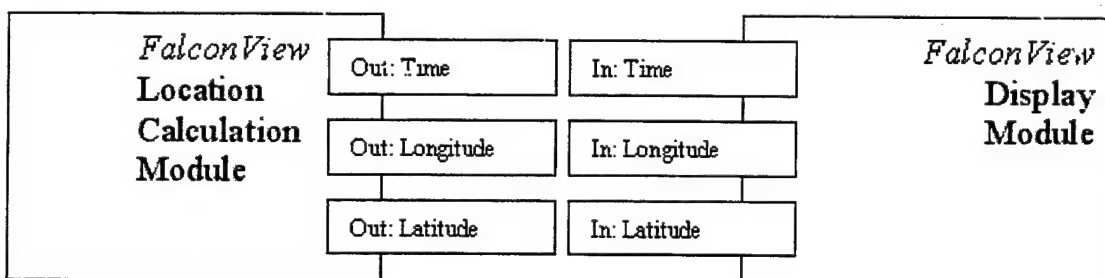 FalconView
Location
Calculation
Module
Out: Time
Out: Longitude
Out: Latitude
In: Time
In: Longitude
In: Latitude
FalconView
Display
Module